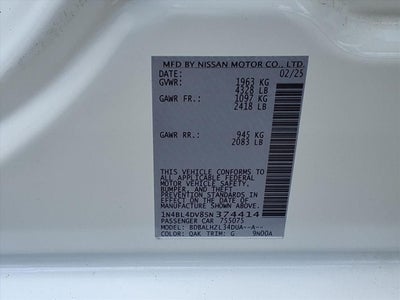 MFD BY NISSAN MOTOR CO., LTD.
DATE: 02/25
GVWR: 1963 KG
4328 LB
GAWR FR.: 1097 KG
2418 LB
GAWR RR.: 945 KG
2083 LB
THIS VEHICLE CONFORMS TO ALL
APPLICABLE FEDERAL
MOTOR VEHICLE SAFETY,
BUMPER, AND THEFT
PREVENTION STANDARDS
IN EFFECT ON THE DATE OF
MANUFACTURE SHOWN ABOVE.
1N4BL4DV8SN374414
PASSENGER CAR 7S5075
MODEL: BDBALHZL34DUA--A--
COLOR: QAK TRIM: G